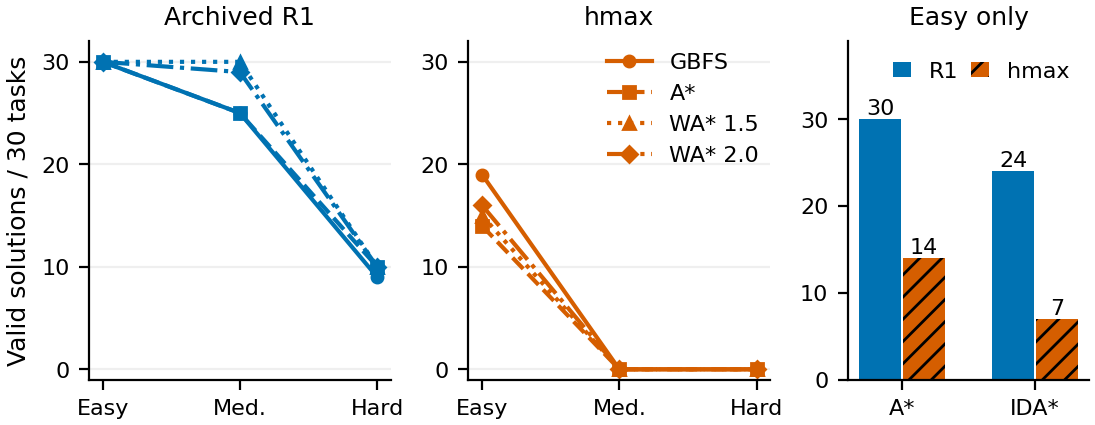 Archived R1
hmax
Easy only
Valid solutions / 30 tasks
30
20
10
0
Easy
Med.
Hard
30
20
10
0
GBFS
A*
WA* 1.5
WA* 2.0
Easy
Med.
Hard
30
20
10
0
R1
hmax
30
14
24
7
A*
IDA*